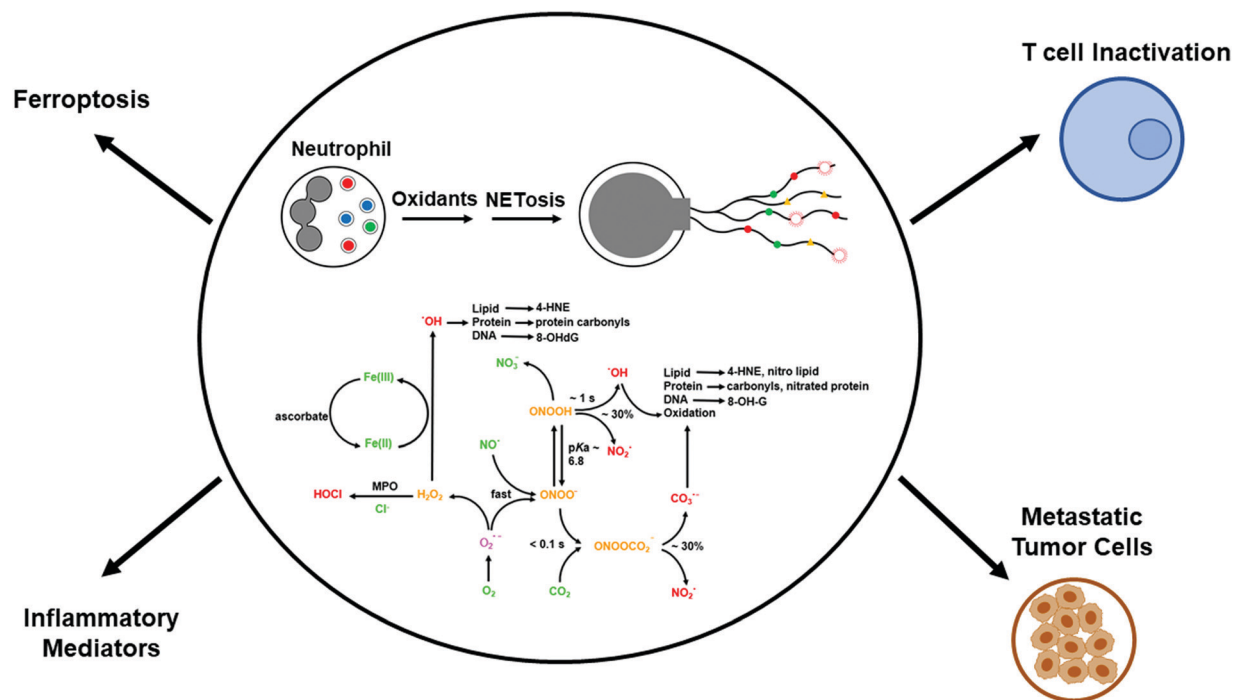 T cell Inactivation
Ferroptosis
Neutrophil
Oxidants
NETosis
Lipid → 4-HNE
˙OH → Protein → protein carbonyls
DNA → 8-OHdG
NO₃⁻
˙OH
Lipid → 4-HNE, nitro lipid
Protein → carbonyls, nitrated protein
DNA → 8-OH-G
Oxidation
Fe(III)
ascorbate
Fe(II)
~ 1 s
ONOOH
~ 30%
NO₂˙
pKa ~
6.8
NO˙
HOCl
MPO
Cl⁻
H₂O₂
fast
ONOO⁻
CO₃˙⁻
O₂˙⁻
< 0.1 s
ONOOCO₂⁻
~ 30%
O₂
CO₂
NO₂˙
Inflammatory
Mediators
Metastatic
Tumor Cells